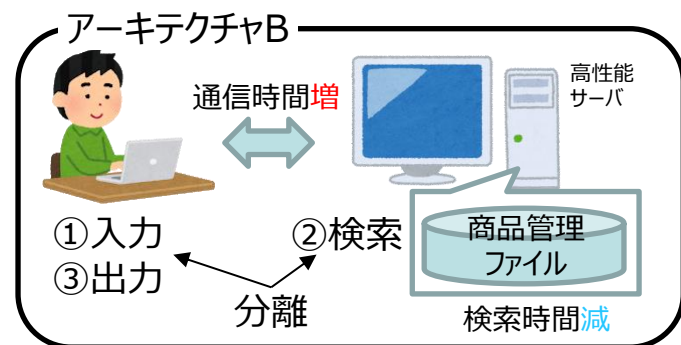 アーキテクチャB
通信時間増
高性能
サーバ
①入力
③出力
②検索
分離
商品管理
ファイル
検索時間減